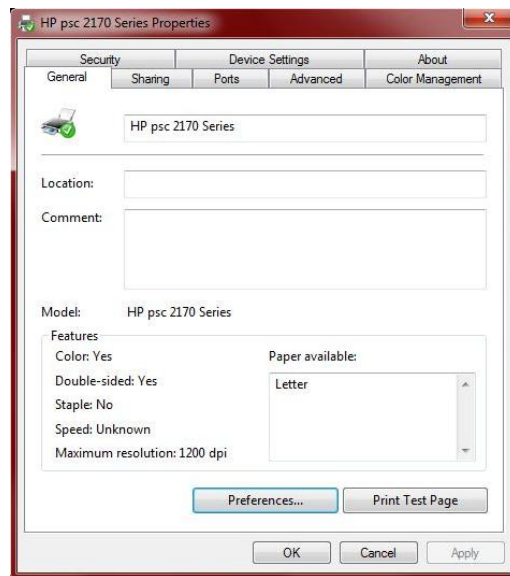 HP psc 2170 Series Properties
Security Device Settings About
General Sharing Ports Advanced Color Management
HP psc 2170 Series
Location:
Comment:
Model: HP psc 2170 Series
Features
Color: Yes Paper available:
Double-sided: Yes Letter
Staple: No
Speed: Unknown
Maximum resolution: 1200 dpi
Preferences... Print Test Page
OK Cancel Apply